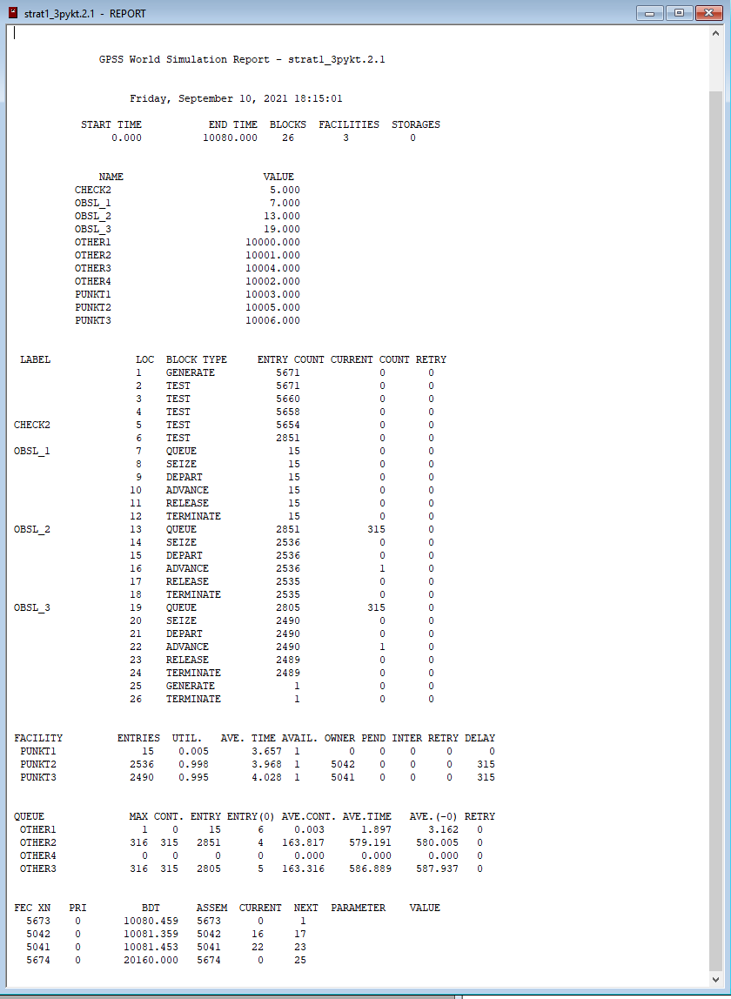 strat1_3pykt.2.1 - REPORT
GPSS World Simulation Report - strat1_3pykt.2.1
Friday, September 10, 2021 18:15:01
START TIME END TIME BLOCKS FACILITIES STORAGES
0.000 10080.000 26 3 0
NAME VALUE
CHECK2 5.000
OBSL_1 7.000
OBSL_2 13.000
OBSL_3 19.000
OTHER1 10000.000
OTHER2 10001.000
OTHER3 10004.000
OTHER4 10002.000
PUNKT1 10003.000
PUNKT2 10005.000
PUNKT3 10006.000
LABEL LOC BLOCK TYPE ENTRY COUNT CURRENT COUNT RETRY
1 GENERATE 5671 0 0
2 TEST 5671 0 0
3 TEST 5660 0 0
4 TEST 5658 0 0
CHECK2 5 TEST 5654 0 0
6 TEST 2851 0 0
OBSL_1 7 QUEUE 15 0 0
8 SEIZE 15 0 0
9 DEPART 15 0 0
10 ADVANCE 15 0 0
11 RELEASE 15 0 0
12 TERMINATE 15 0 0
OBSL_2 13 QUEUE 2851 315 0
14 SEIZE 2536 0 0
15 DEPART 2536 0 0
16 ADVANCE 2536 1 0
17 RELEASE 2535 0 0
18 TERMINATE 2535 0 0
OBSL_3 19 QUEUE 2805 315 0
20 SEIZE 2490 0 0
21 DEPART 2490 0 0
22 ADVANCE 2490 1 0
23 RELEASE 2489 0 0
24 TERMINATE 2489 0 0
25 GENERATE 1 0 0
26 TERMINATE 1 0 0
FACILITY ENTRIES UTIL. AVE. TIME AVAIL. OWNER PEND INTER RETRY DELAY
PUNKT1 15 0.005 3.657 1 0 0 0 0 0
PUNKT2 2536 0.998 3.968 1 5042 0 0 0 315
PUNKT3 2490 0.995 4.028 1 5041 0 0 0 315
QUEUE MAX CONT. ENTRY ENTRY(0) AVE.CONT. AVE.TIME AVE.(-0) RETRY
OTHER1 1 0 15 6 0.003 1.897 3.162 0
OTHER2 316 315 2851 4 163.817 579.191 580.005 0
OTHER4 0 0 0 0 0.000 0.000 0.000 0
OTHER3 316 315 2805 5 163.316 586.889 587.937 0
FEC XN PRI BDT ASSEM CURRENT NEXT PARAMETER VALUE
5673 0 10080.459 5673 0 1
5042 0 10081.359 5042 16 17
5041 0 10081.453 5041 22 23
5674 0 20160.000 5674 0 25